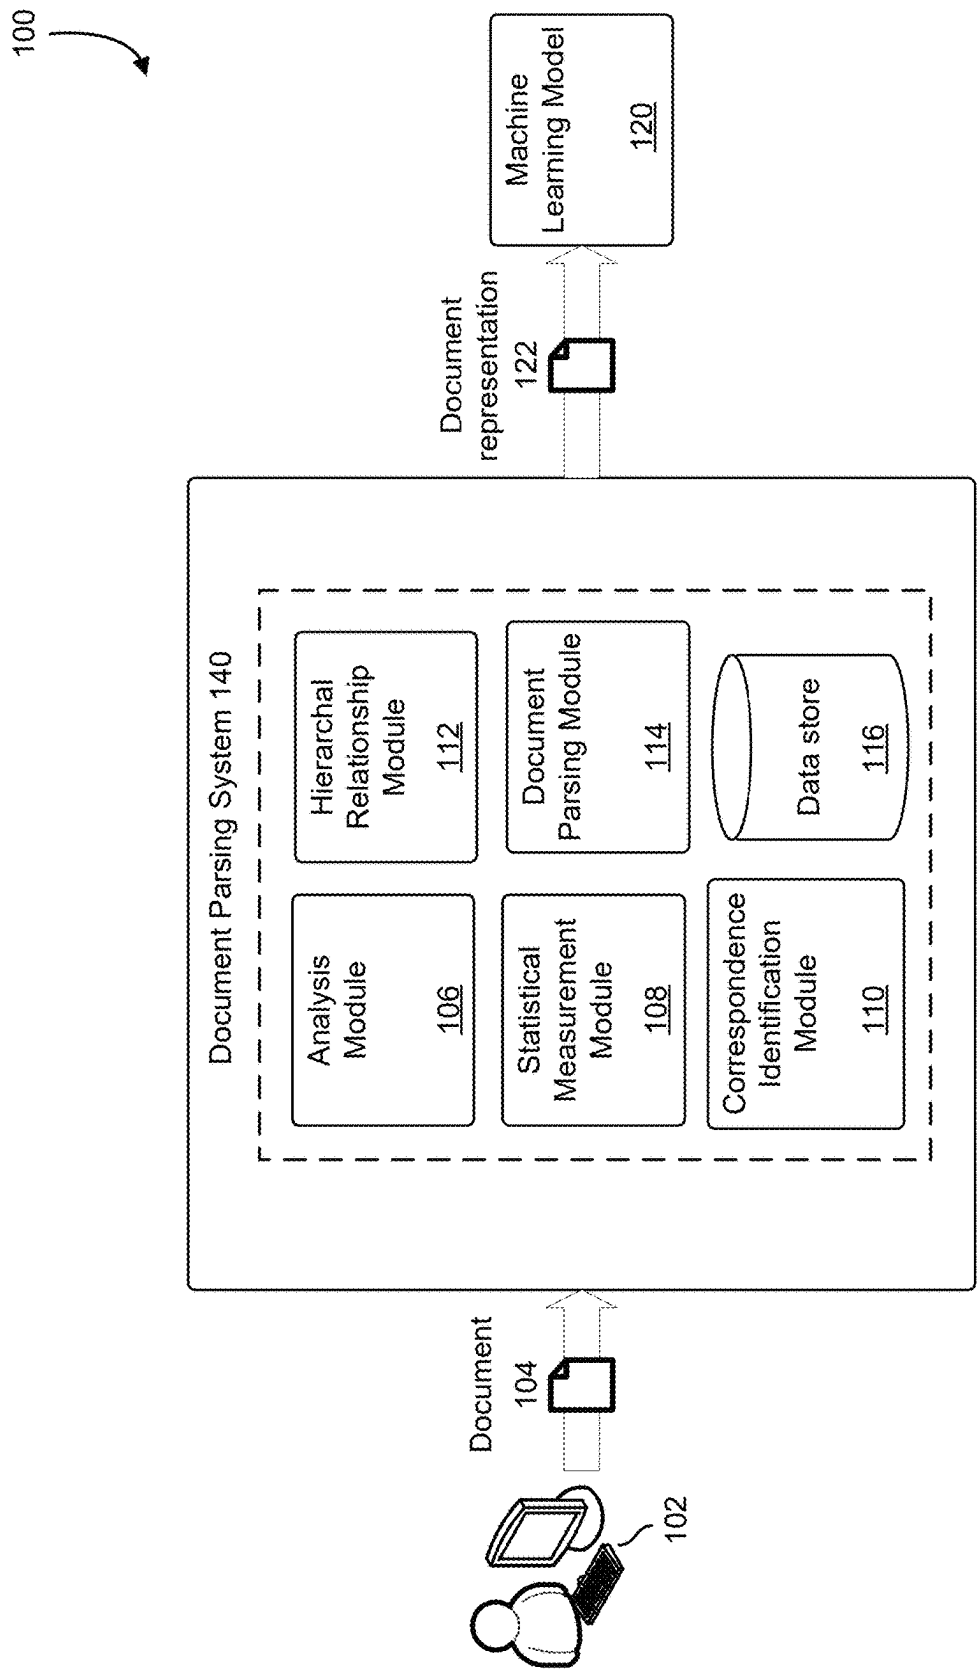 100
Document
104
102
Document Parsing System 140
Analysis
Module
106
Hierarchal
Relationship
Module
112
Statistical
Measurement
Module
108
Document
Parsing Module
114
Correspondence
Identification
Module
110
Data store
116
Document
representation
122
Machine
Learning Model
120